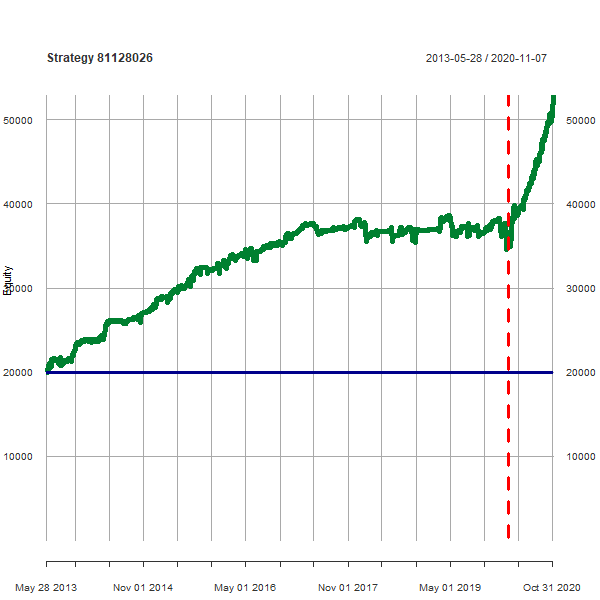 Strategy 81128026
2013-05-28 / 2020-11-07
50000
50000
40000
40000
30000
30000
Equity
20000
20000
10000
10000
May 28 2013
Nov 01 2014
May 01 2016
Nov 01 2017
May 01 2019
Oct 31 2020